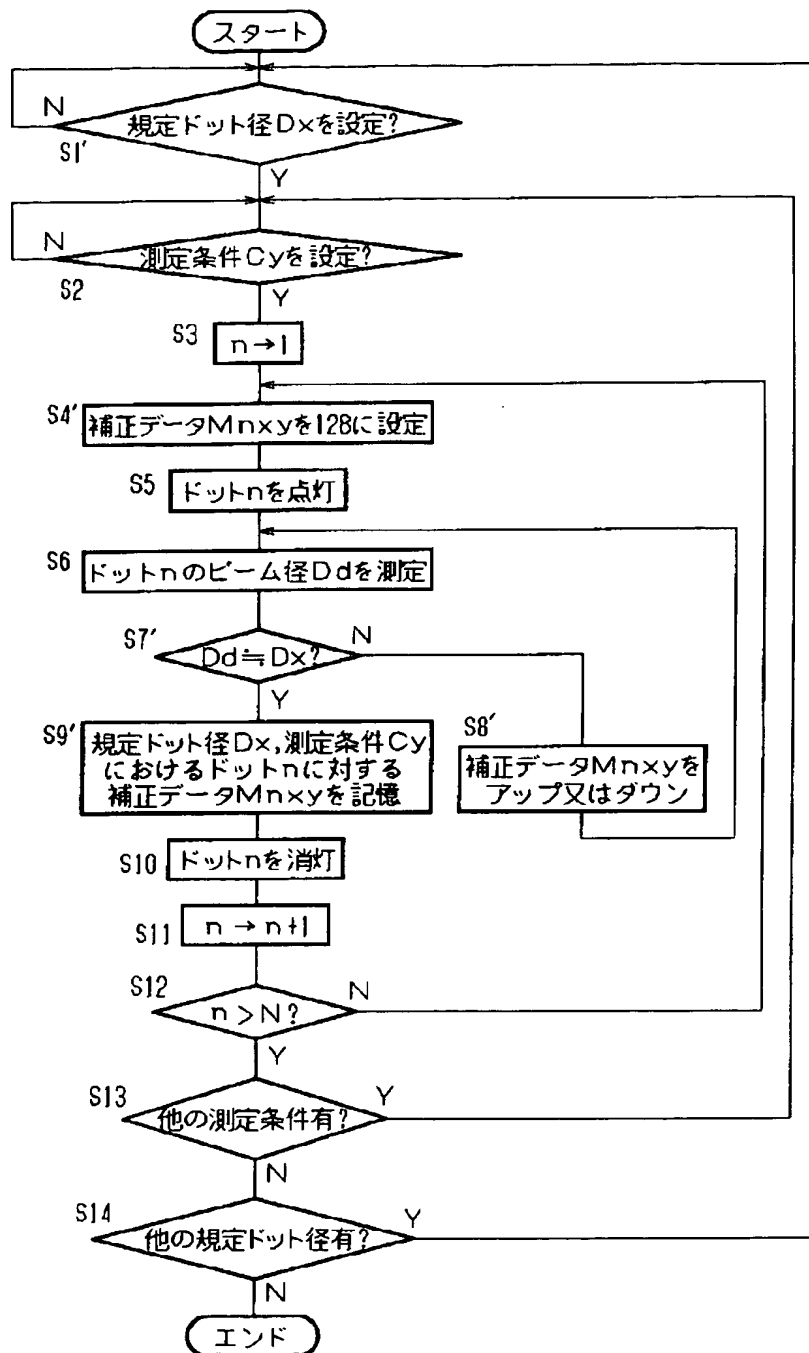 スタート
N
規定ドット径Dxを設定?
S1′
Y
N
測定条件Cyを設定?
S2
Y
S3
n→1
S4′
補正データMnxyを128に設定
S5
ドットnを点灯
S6
ドットnのビーム径Ddを測定
S7′
N
Dd≒Dx?
Y
S9′
規定ドット径Dx,測定条件Cy
におけるドットnに対する
補正データMnxyを記憶
S8′
補正データMnxyを
アップ又はダウン
S10
ドットnを消灯
S11
n→n+1
S12
N
n>N?
Y
S13
Y
他の測定条件有?
N
S14
Y
他の規定ドット径有?
N
エンド